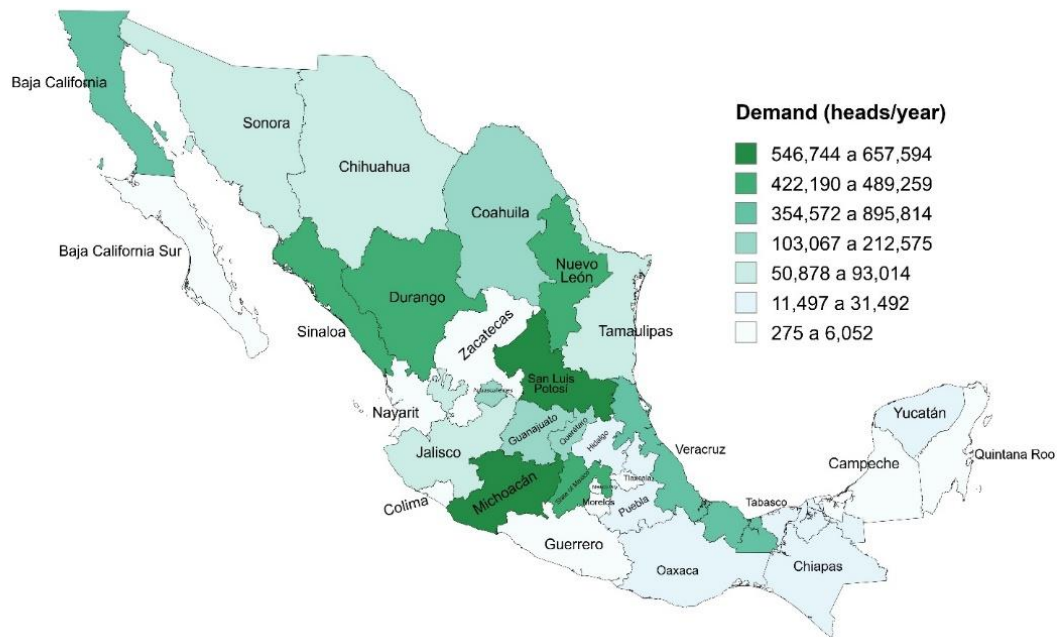 Baja California
Sonora
Chihuahua
Coahuila
Baja California Sur
Nuevo
León
Durango
Sinaloa
Tamaulipas
Zacatecas
San Luis
Potosí
Nayarit
Aguascalientes
Guanajuato
Querétaro
Hidalgo
Jalisco
Veracruz
Yucatán
Campeche
Quintana Roo
Colima
Michoacán
State of Mexico
Tlaxcala
Morelos
Puebla
Tabasco
Guerrero
Oaxaca
Chiapas
Demand (heads/year)
546,744 a 657,594
422,190 a 489,259
354,572 a 895,814
103,067 a 212,575
50,878 a 93,014
11,497 a 31,492
275 a 6,052